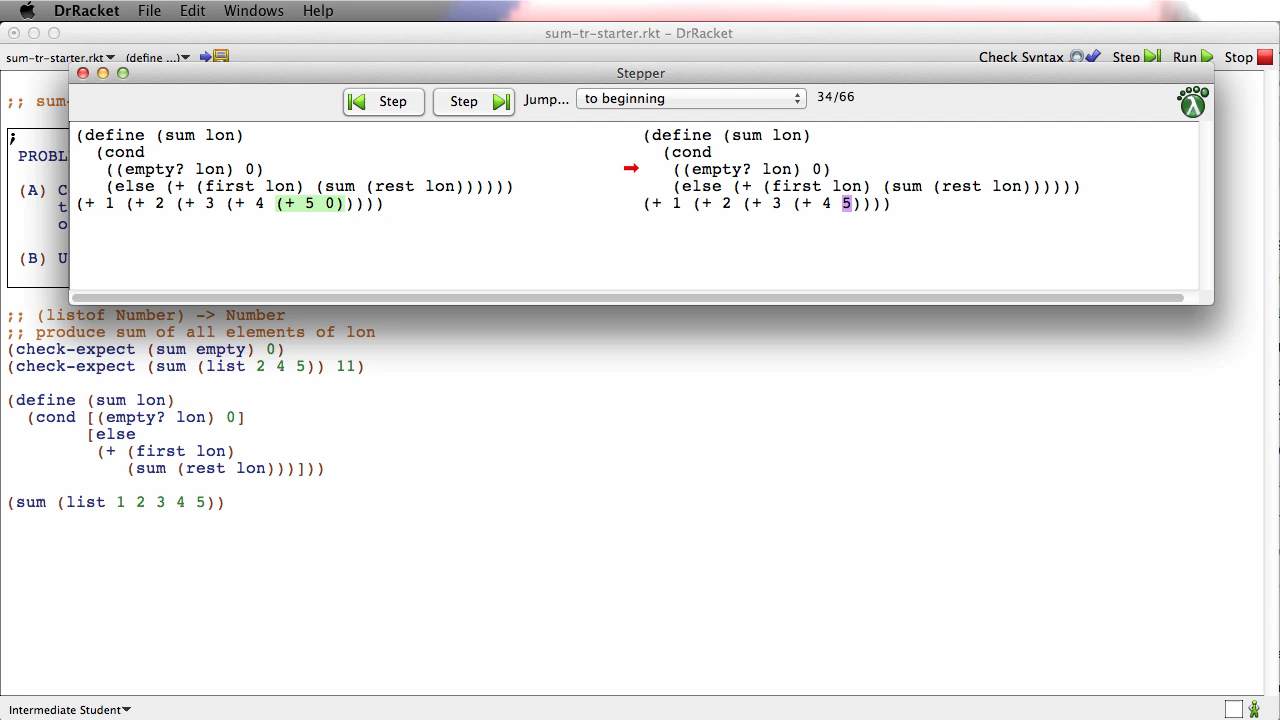 DrRacket File Edit Windows Help
sum-tr-starter.rkt - DrRacket
sum-tr-starter.rkt▾ (define ...)▾ Check Syntax Step Run Stop
Stepper
Step Step Jump... to beginning 34/66
(define (sum lon)
  (cond
   ((empty? lon) 0)
   (else (+ (first lon) (sum (rest lon))))))
(+ 1 (+ 2 (+ 3 (+ 4 (+ 5 0)))))
(define (sum lon)
  (cond
   ((empty? lon) 0)
   (else (+ (first lon) (sum (rest lon))))))
(+ 1 (+ 2 (+ 3 (+ 4 5))))
;; sum-
;
PROBL
(A) C
t
o
(B) U
;; (listof Number) -> Number
;; produce sum of all elements of lon
(check-expect (sum empty) 0)
(check-expect (sum (list 2 4 5)) 11)
(define (sum lon)
  (cond [(empty? lon) 0]
        [else
         (+ (first lon)
            (sum (rest lon)))]))
(sum (list 1 2 3 4 5))
Intermediate Student▾